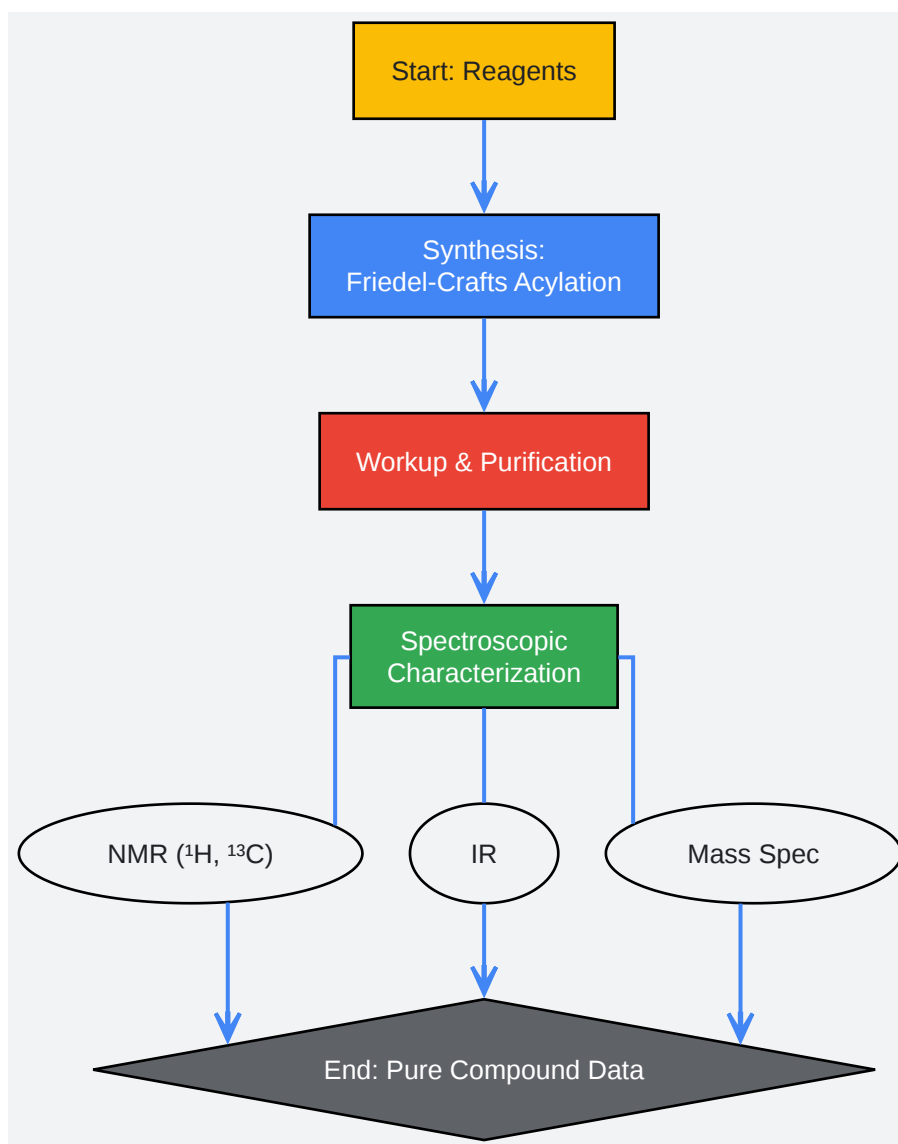 Start: Reagents
Synthesis:
Friedel-Crafts Acylation
Workup & Purification
Spectroscopic
Characterization
NMR (¹H, ¹³C)
IR
Mass Spec
End: Pure Compound Data